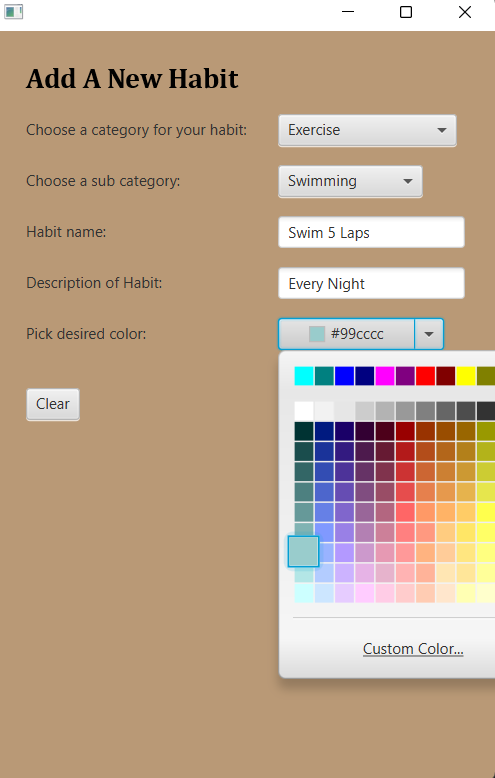 Add A New Habit
Choose a category for your habit: Exercise
Choose a sub category: Swimming
Habit name: Swim 5 Laps
Description of Habit: Every Night
Pick desired color: #99cccc
Clear
Custom Color...